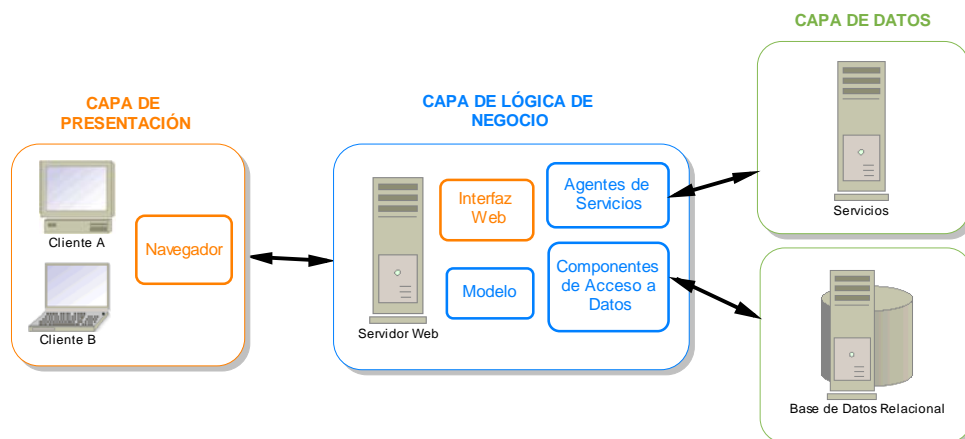 CAPA DE
PRESENTACIÓN
Cliente A
Navegador
Cliente B
CAPA DE LÓGICA DE
NEGOCIO
Servidor Web
Interfaz
Web
Modelo
Agentes de
Servicios
Componentes
de Acceso a
Datos
CAPA DE DATOS
Servicios
Base de Datos Relacional